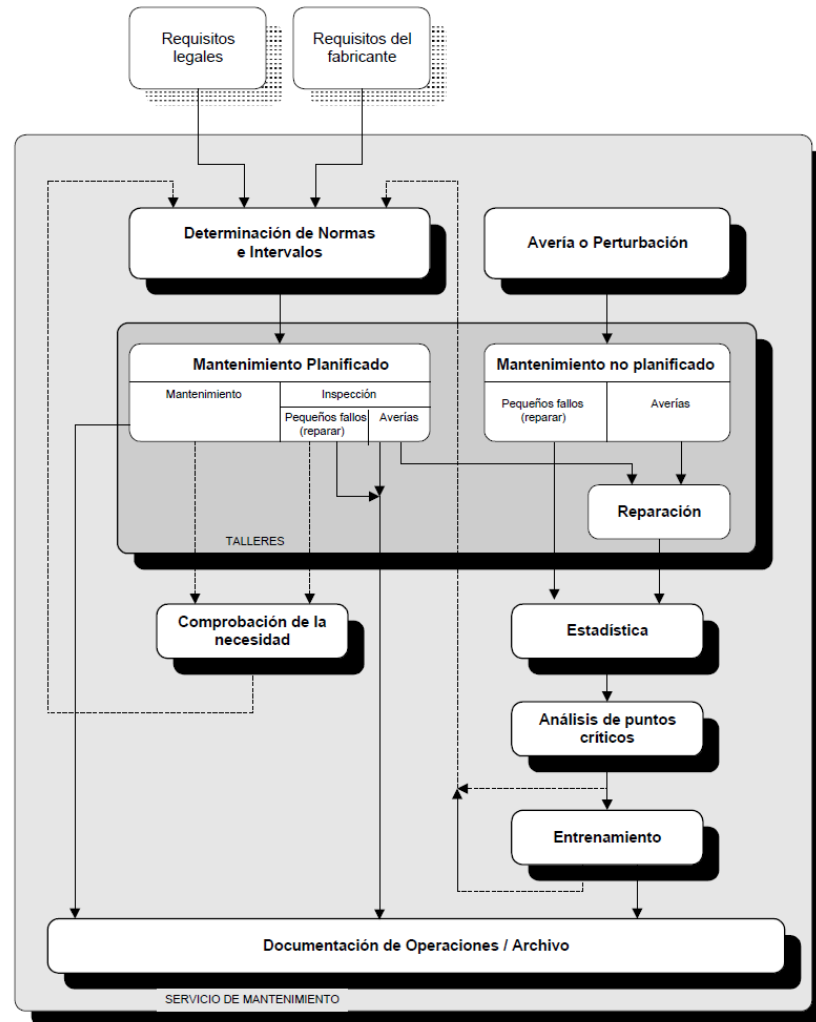 Requisitos
legales
Requisitos del
fabricante
Determinación de Normas
e Intervalos
Avería o Perturbación
Mantenimiento Planificado
Mantenimiento
Inspección
Pequeños fallos
(reparar)
Averías
Mantenimiento no planificado
Pequeños fallos
(reparar)
Averías
Reparación
TALLERES
Comprobación de la
necesidad
Estadística
Análisis de puntos
críticos
Entrenamiento
Documentación de Operaciones / Archivo
SERVICIO DE MANTENIMIENTO